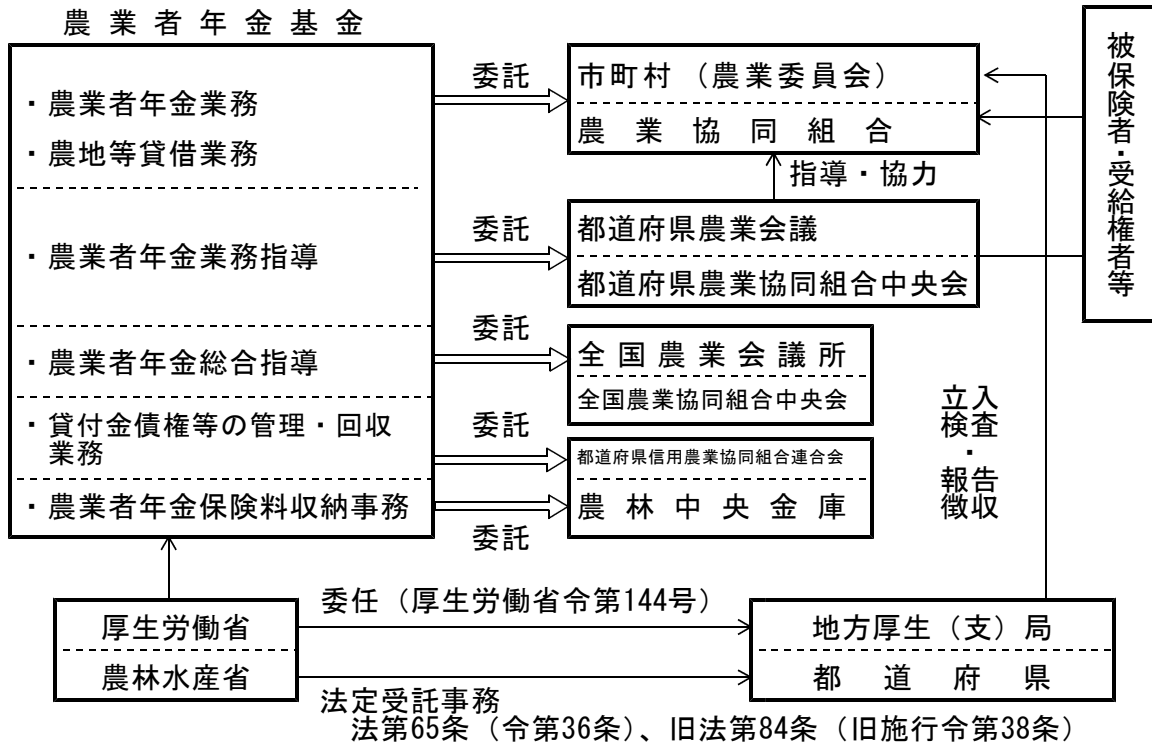 農業者年金基金
・農業者年金業務
・農地等貸借業務
・農業者年金業務指導
・農業者年金総合指導
・貸付金債権等の管理・回収
業務
・農業者年金保険料収納事務
委託
市町村（農業委員会）
農業協同組合
指導・協力
委託
都道府県農業会議
都道府県農業協同組合中央会
委託
全国農業会議所
全国農業協同組合中央会
委託
都道府県信用農業協同組合連合会
農林中央金庫
委託
被保険者・受給権者等
立入
検査
・
報告
徴収
厚生労働省
農林水産省
委任（厚生労働省令第144号）
地方厚生（支）局
都道府県
法定受託事務
法第65条（令第36条）、旧法第84条（旧施行令第38条）